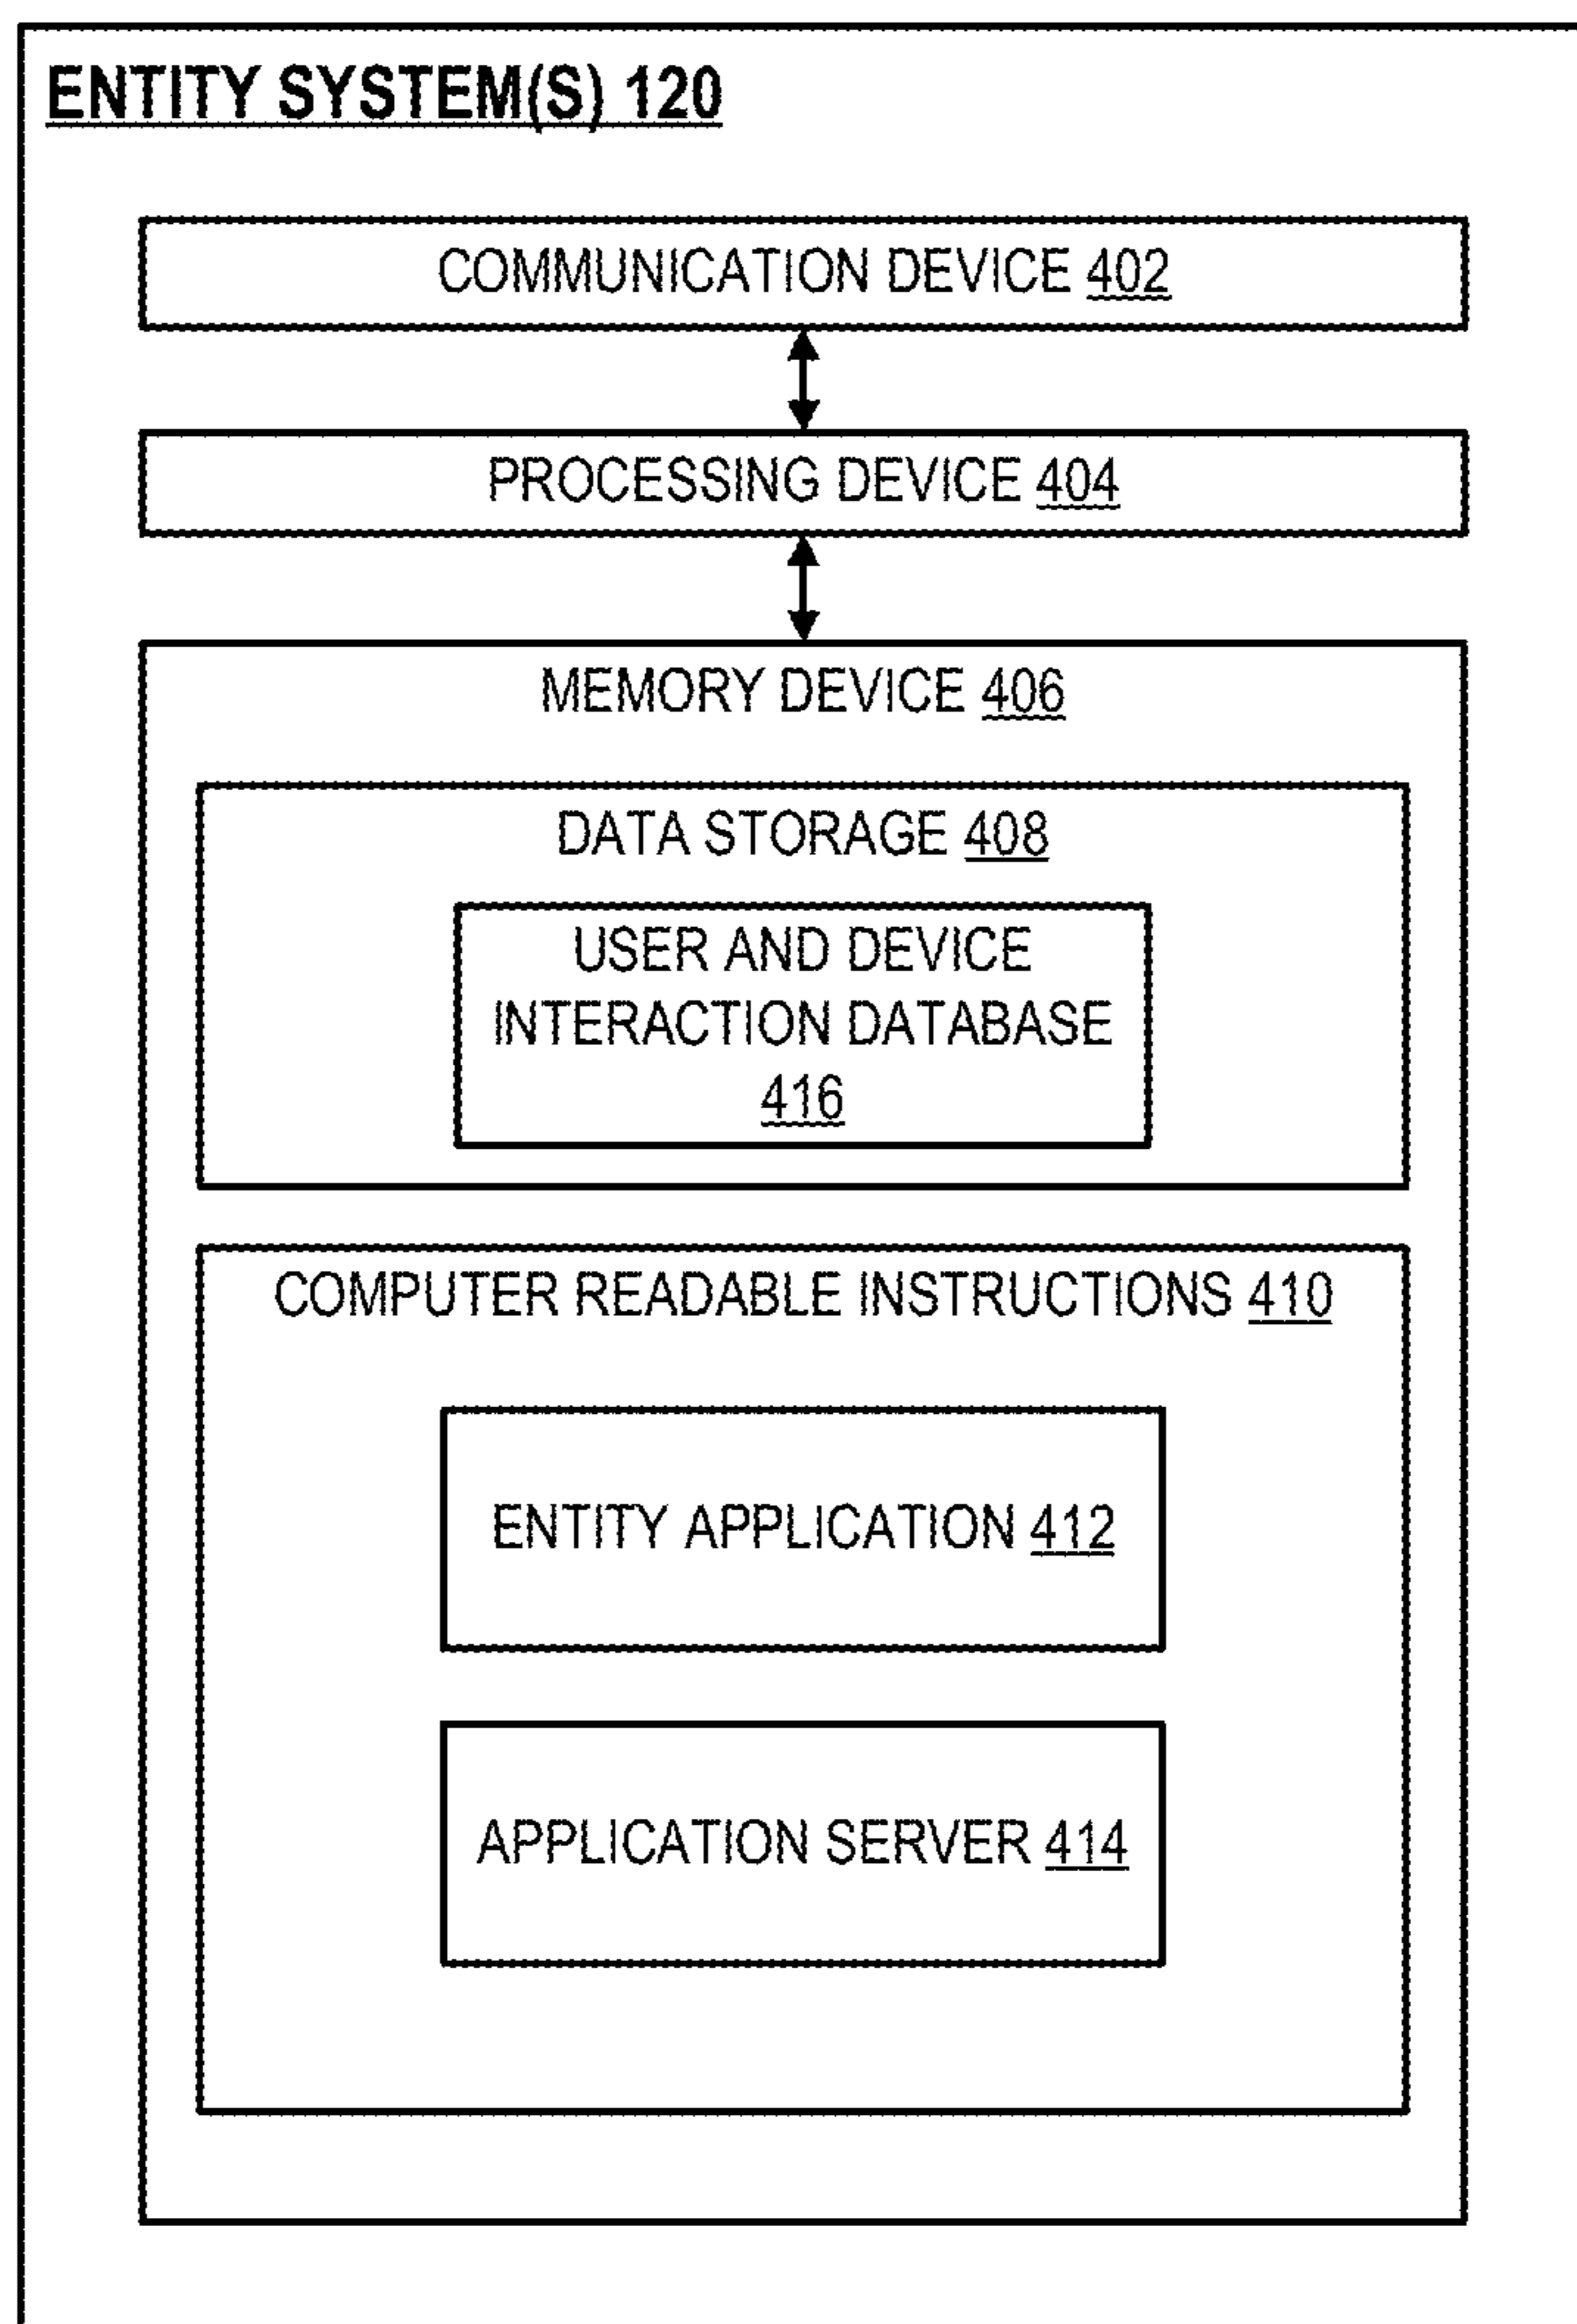 ENTITY SYSTEM(S) 120
COMMUNICATION DEVICE 402
PROCESSING DEVICE 404
MEMORY DEVICE 406
DATA STORAGE 408
USER AND DEVICE
INTERACTION DATABASE
416
COMPUTER READABLE INSTRUCTIONS 410
ENTITY APPLICATION 412
APPLICATION SERVER 414